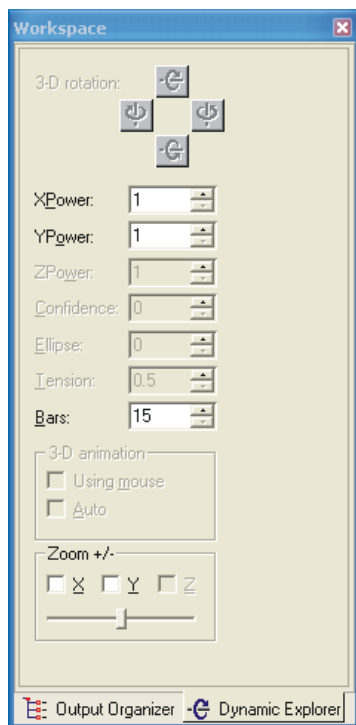 Workspace
3-D rotation:
XPower: 1
YPower: 1
ZPower: 1
Confidence: 0
Ellipse: 0
Tension: 0.5
Bars: 15
3-D animation
Using mouse
Auto
Zoom +/-
X Y Z
Output Organizer Dynamic Explorer